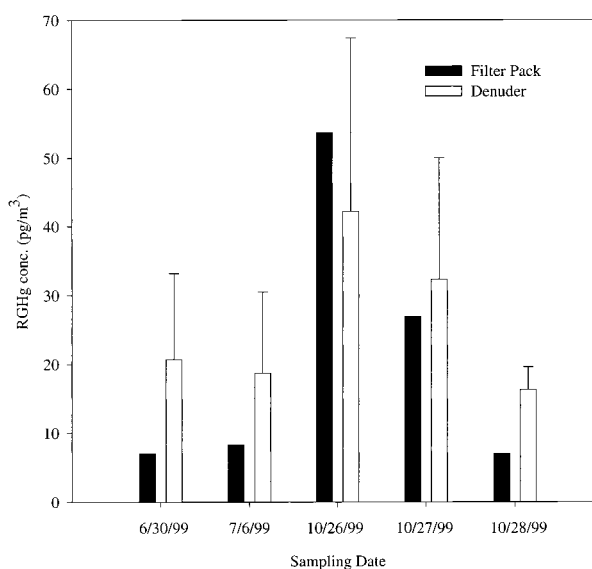 70
60
50
40
30
20
10
0
RGHg conc. (pg/m³)
Filter Pack
Denuder
6/30/99 7/6/99 10/26/99 10/27/99 10/28/99
Sampling Date